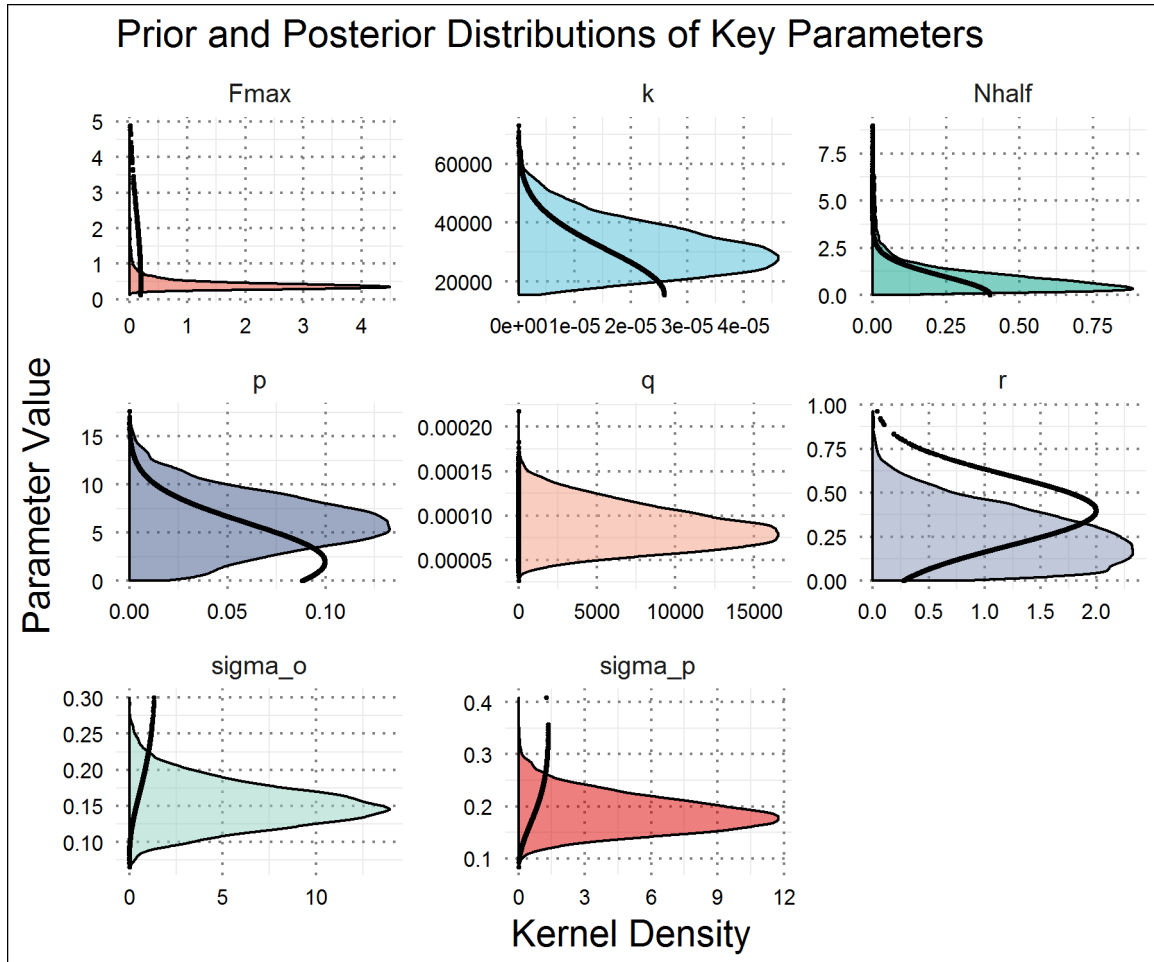 Prior and Posterior Distributions of Key Parameters
Fmax
k
Nhalf
5
4
3
2
1
0
60000
40000
20000
7.5
5.0
2.5
0.0
0 1 2 3 4
0e+001e-05 2e-05 3e-05 4e-05
0.00 0.25 0.50 0.75
p
q
r
15
10
5
0
0.00020
0.00015
0.00010
0.00005
1.00
0.75
0.50
0.25
0.00
0.00 0.05 0.10
0 5000 10000 15000
0.0 0.5 1.0 1.5 2.0
sigma_o
sigma_p
0.30
0.25
0.20
0.15
0.10
0.4
0.3
0.2
0.1
0 5 10
0 3 6 9 12
Parameter Value
Kernel Density